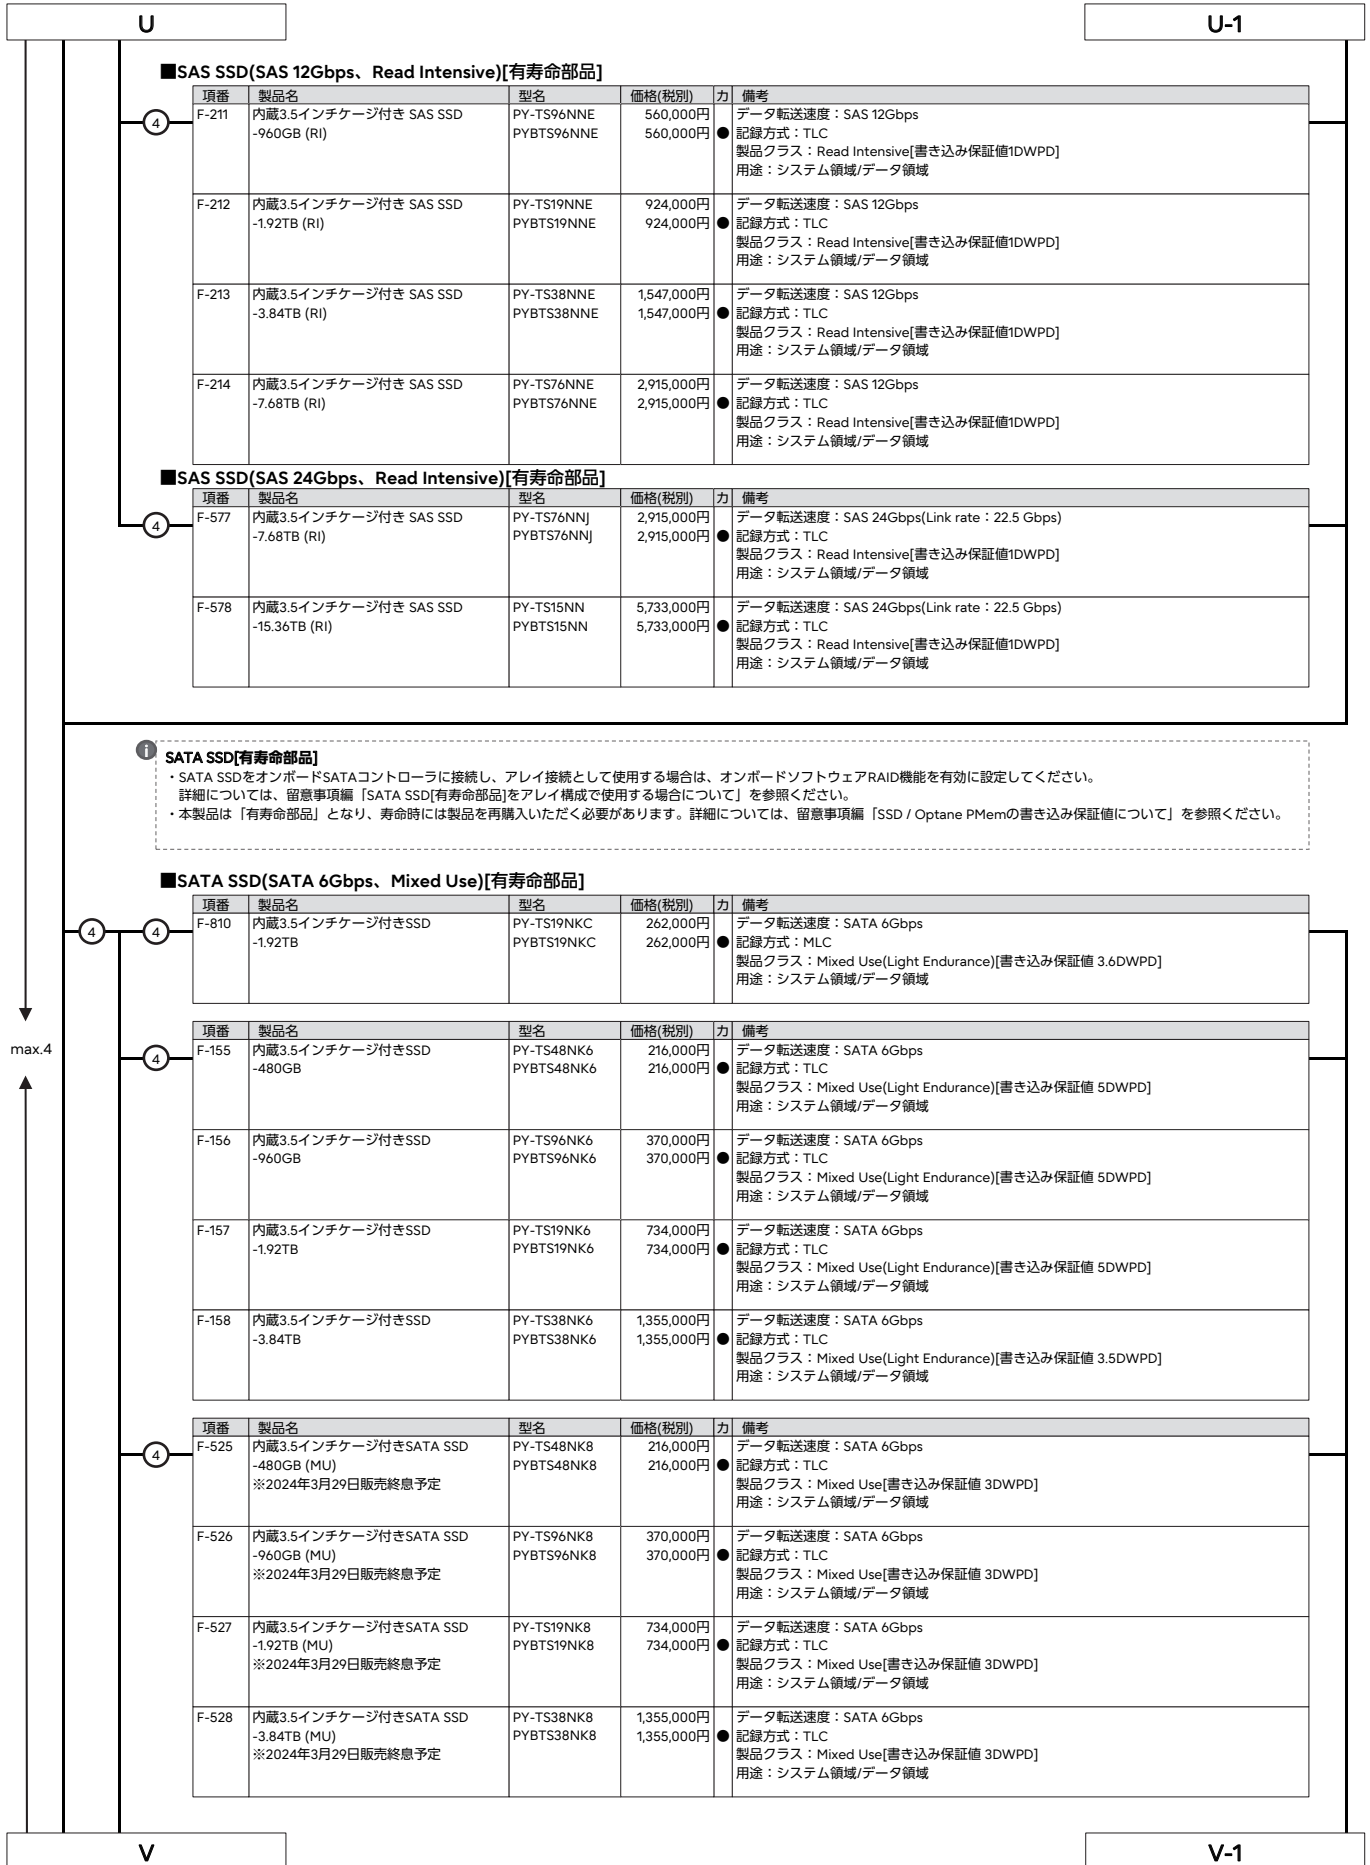 U
U-1
■SAS SSD(SAS 12Gbps、Read Intensive)[有寿命部品]
項番 製品名 型名 価格(税別) カ 備考
④ F-211 内蔵3.5インチケージ付き SAS SSD PY-TS96NNE 560,000円 データ転送速度：SAS 12Gbps
-960GB (RI) PYBTS96NNE 560,000円 ● 記録方式：TLC
製品クラス：Read Intensive[書き込み保証値1DWPD]
用途：システム領域/データ領域
F-212 内蔵3.5インチケージ付き SAS SSD PY-TS19NNE 924,000円 データ転送速度：SAS 12Gbps
-1.92TB (RI) PYBTS19NNE 924,000円 ● 記録方式：TLC
製品クラス：Read Intensive[書き込み保証値1DWPD]
用途：システム領域/データ領域
F-213 内蔵3.5インチケージ付き SAS SSD PY-TS38NNE 1,547,000円 データ転送速度：SAS 12Gbps
-3.84TB (RI) PYBTS38NNE 1,547,000円 ● 記録方式：TLC
製品クラス：Read Intensive[書き込み保証値1DWPD]
用途：システム領域/データ領域
F-214 内蔵3.5インチケージ付き SAS SSD PY-TS76NNE 2,915,000円 データ転送速度：SAS 12Gbps
-7.68TB (RI) PYBTS76NNE 2,915,000円 ● 記録方式：TLC
製品クラス：Read Intensive[書き込み保証値1DWPD]
用途：システム領域/データ領域
■SAS SSD(SAS 24Gbps、Read Intensive)[有寿命部品]
項番 製品名 型名 価格(税別) カ 備考
④ F-577 内蔵3.5インチケージ付き SAS SSD PY-TS76NNJ 2,915,000円 データ転送速度：SAS 24Gbps(Link rate：22.5 Gbps)
-7.68TB (RI) PYBTS76NNJ 2,915,000円 ● 記録方式：TLC
製品クラス：Read Intensive[書き込み保証値1DWPD]
用途：システム領域/データ領域
F-578 内蔵3.5インチケージ付き SAS SSD PY-TS15NN 5,733,000円 データ転送速度：SAS 24Gbps(Link rate：22.5 Gbps)
-15.36TB (RI) PYBTS15NN 5,733,000円 ● 記録方式：TLC
製品クラス：Read Intensive[書き込み保証値1DWPD]
用途：システム領域/データ領域
i SATA SSD[有寿命部品]
・SATA SSDをオンボードSATAコントローラに接続し、アレイ接続として使用する場合は、オンボードソフトウェアRAID機能を有効に設定してください。
詳細については、留意事項編「SATA SSD[有寿命部品]をアレイ構成で使用する場合について」を参照ください。
・本製品は「有寿命部品」となり、寿命時には製品を再購入いただく必要があります。詳細については、留意事項編「SSD / Optane PMemの書き込み保証値について」を参照ください。
■SATA SSD(SATA 6Gbps、Mixed Use)[有寿命部品]
項番 製品名 型名 価格(税別) カ 備考
④ ④ F-810 内蔵3.5インチケージ付きSSD PY-TS19NKC 262,000円 データ転送速度：SATA 6Gbps
-1.92TB PYBTS19NKC 262,000円 ● 記録方式：MLC
製品クラス：Mixed Use(Light Endurance)[書き込み保証値 3.6DWPD]
用途：システム領域/データ領域
max.4
項番 製品名 型名 価格(税別) カ 備考
④ F-155 内蔵3.5インチケージ付きSSD PY-TS48NK6 216,000円 データ転送速度：SATA 6Gbps
-480GB PYBTS48NK6 216,000円 ● 記録方式：TLC
製品クラス：Mixed Use(Light Endurance)[書き込み保証値 5DWPD]
用途：システム領域/データ領域
F-156 内蔵3.5インチケージ付きSSD PY-TS96NK6 370,000円 データ転送速度：SATA 6Gbps
-960GB PYBTS96NK6 370,000円 ● 記録方式：TLC
製品クラス：Mixed Use(Light Endurance)[書き込み保証値 5DWPD]
用途：システム領域/データ領域
F-157 内蔵3.5インチケージ付きSSD PY-TS19NK6 734,000円 データ転送速度：SATA 6Gbps
-1.92TB PYBTS19NK6 734,000円 ● 記録方式：TLC
製品クラス：Mixed Use(Light Endurance)[書き込み保証値 5DWPD]
用途：システム領域/データ領域
F-158 内蔵3.5インチケージ付きSSD PY-TS38NK6 1,355,000円 データ転送速度：SATA 6Gbps
-3.84TB PYBTS38NK6 1,355,000円 ● 記録方式：TLC
製品クラス：Mixed Use(Light Endurance)[書き込み保証値 3.5DWPD]
用途：システム領域/データ領域
項番 製品名 型名 価格(税別) カ 備考
④ F-525 内蔵3.5インチケージ付きSATA SSD PY-TS48NK8 216,000円 データ転送速度：SATA 6Gbps
-480GB (MU) PYBTS48NK8 216,000円 ● 記録方式：TLC
※2024年3月29日販売終息予定 製品クラス：Mixed Use[書き込み保証値 3DWPD]
用途：システム領域/データ領域
F-526 内蔵3.5インチケージ付きSATA SSD PY-TS96NK8 370,000円 データ転送速度：SATA 6Gbps
-960GB (MU) PYBTS96NK8 370,000円 ● 記録方式：TLC
※2024年3月29日販売終息予定 製品クラス：Mixed Use[書き込み保証値 3DWPD]
用途：システム領域/データ領域
F-527 内蔵3.5インチケージ付きSATA SSD PY-TS19NK8 734,000円 データ転送速度：SATA 6Gbps
-1.92TB (MU) PYBTS19NK8 734,000円 ● 記録方式：TLC
※2024年3月29日販売終息予定 製品クラス：Mixed Use[書き込み保証値 3DWPD]
用途：システム領域/データ領域
F-528 内蔵3.5インチケージ付きSATA SSD PY-TS38NK8 1,355,000円 データ転送速度：SATA 6Gbps
-3.84TB (MU) PYBTS38NK8 1,355,000円 ● 記録方式：TLC
※2024年3月29日販売終息予定 製品クラス：Mixed Use[書き込み保証値 3DWPD]
用途：システム領域/データ領域
V
V-1